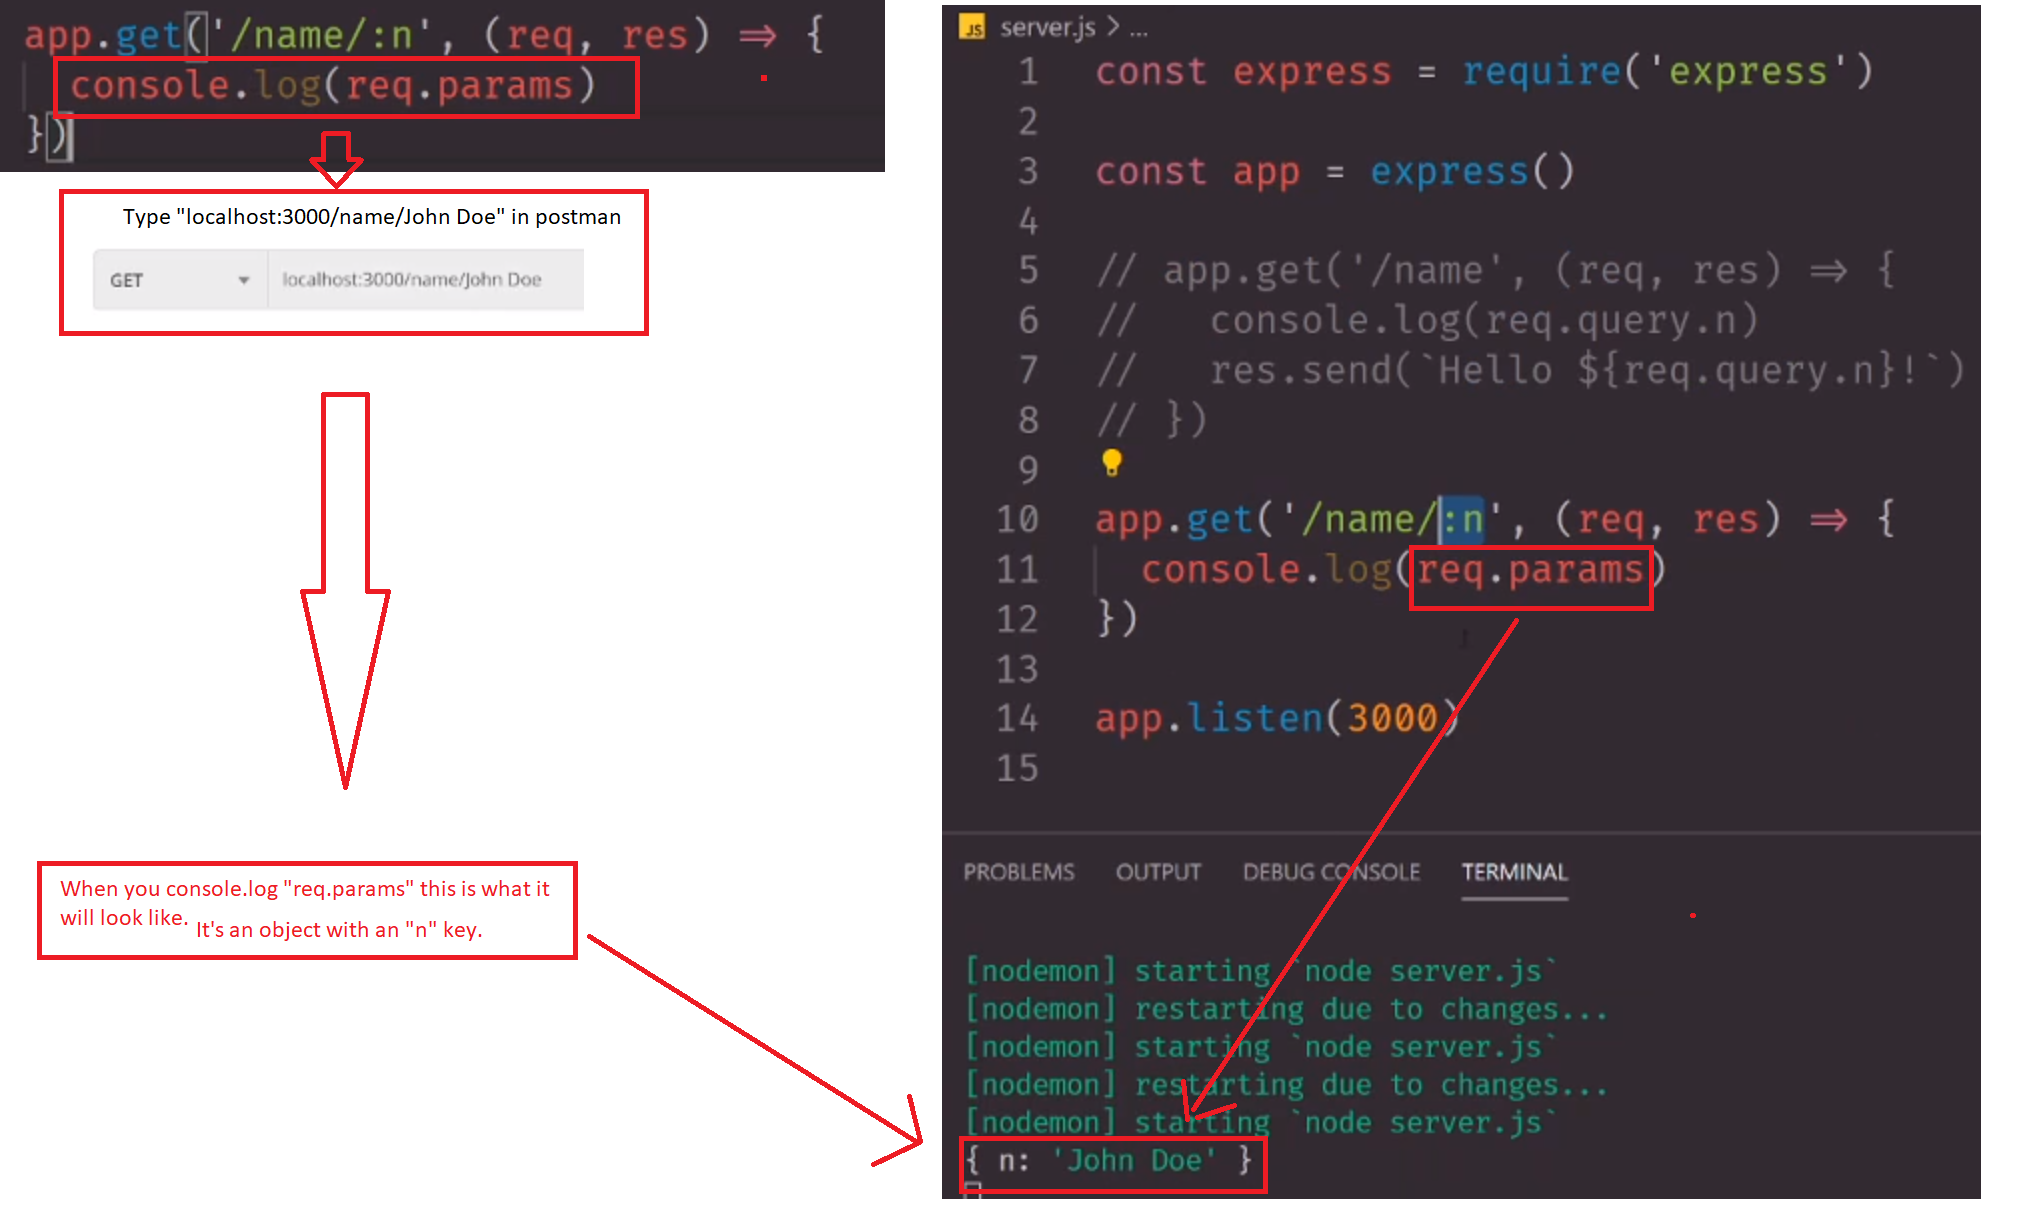 app.get('/name/:n', (req, res) => {
console.log(req.params)
})
Type "localhost:3000/name/John Doe" in postman
GET localhost:3000/name/John Doe
When you console.log "req.params" this is what it
will look like. It's an object with an "n" key.
JS server.js > ...
1 const express = require('express')
2
3 const app = express()
4
5 // app.get('/name', (req, res) => {
6 //   console.log(req.query.n)
7 //   res.send(`Hello ${req.query.n}!`)
8 // })
9
10 app.get('/name/:n', (req, res) => {
11   console.log(req.params)
12 })
13
14 app.listen(3000)
15
PROBLEMS OUTPUT DEBUG CONSOLE TERMINAL
[nodemon] starting `node server.js`
[nodemon] restarting due to changes...
[nodemon] starting `node server.js`
[nodemon] restarting due to changes...
[nodemon] starting `node server.js`
{ n: 'John Doe' }